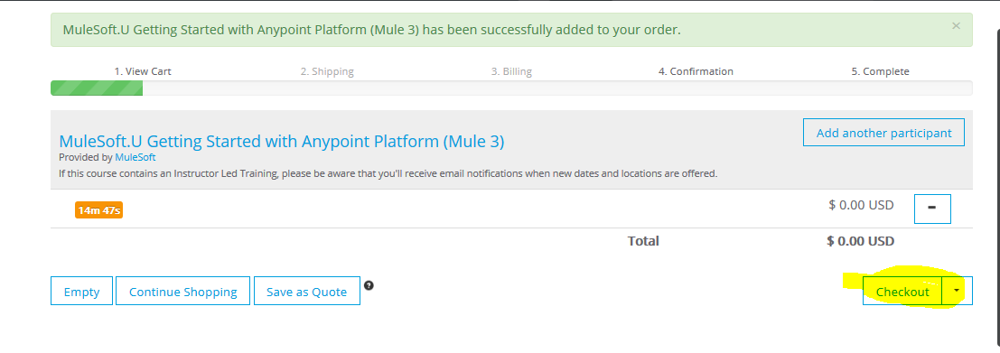 MuleSoft.U Getting Started with Anypoint Platform (Mule 3) has been successfully added to your order.
×
1. View Cart 2. Shipping 3. Billing 4. Confirmation 5. Complete
MuleSoft.U Getting Started with Anypoint Platform (Mule 3)
Add another participant
Provided by MuleSoft
If this course contains an Instructor Led Training, please be aware that you'll receive email notifications when new dates and locations are offered.
14m 47s $ 0.00 USD -
Total $ 0.00 USD
Empty Continue Shopping Save as Quote ? Checkout